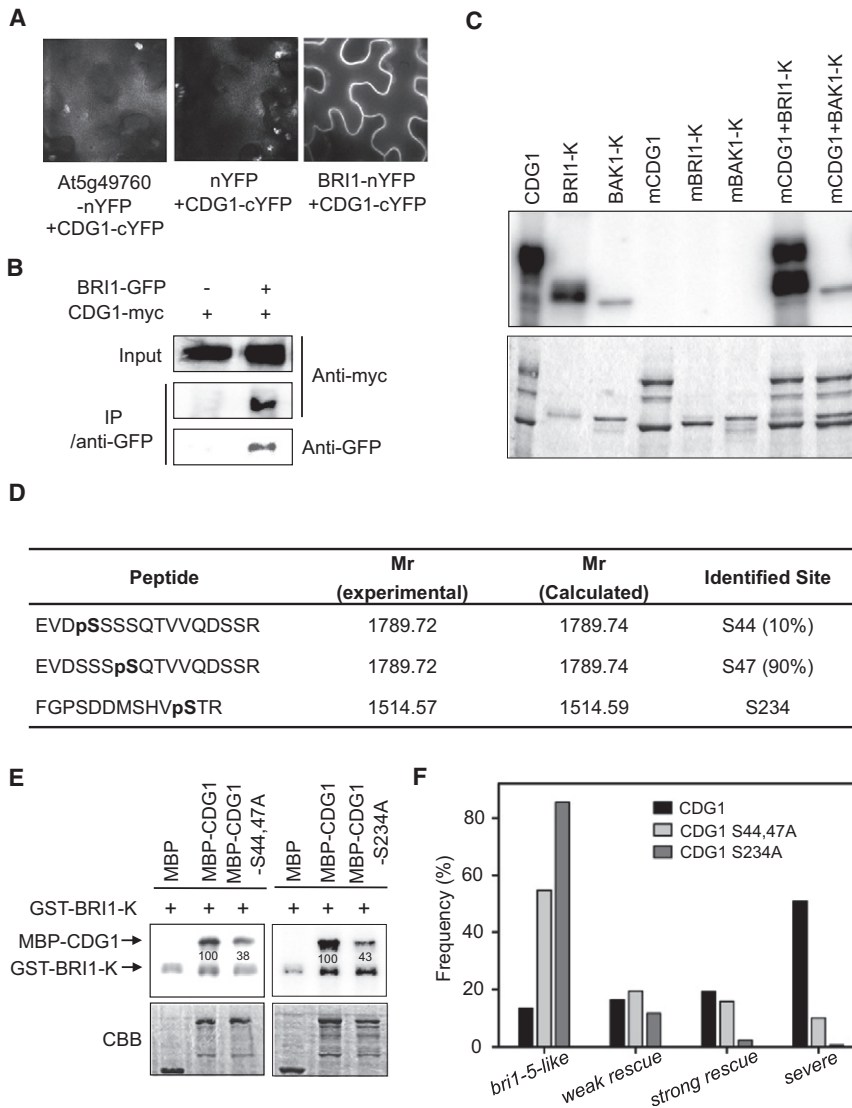 A
At5g49760
-nYFP
+CDG1-cYFP
nYFP
+CDG1-cYFP
BRI1-nYFP
+CDG1-cYFP
B
BRI1-GFP - +
CDG1-myc + +
Input
IP
/anti-GFP
Anti-myc
Anti-GFP
C
CDG1
BRI1-K
BAK1-K
mCDG1
mBRI1-K
mBAK1-K
mCDG1+BRI1-K
mCDG1+BAK1-K
D
Peptide Mr (experimental) Mr (Calculated) Identified Site
EVDpSSSSQTVVQDSSR 1789.72 1789.74 S44 (10%)
EVDSSSpSQTVVQDSSR 1789.72 1789.74 S47 (90%)
FGPSDDMSHVpSTR 1514.57 1514.59 S234
E
MBP
MBP-CDG1
MBP-CDG1
-S44,47A
MBP
MBP-CDG1
MBP-CDG1
-S234A
GST-BRI1-K + + + + + +
MBP-CDG1
100 38 100 43
GST-BRI1-K
CBB
F
CDG1
CDG1 S44,47A
CDG1 S234A
Frequency (%)
80
60
40
20
0
bri1-5-like
weak rescue
strong rescue
severe